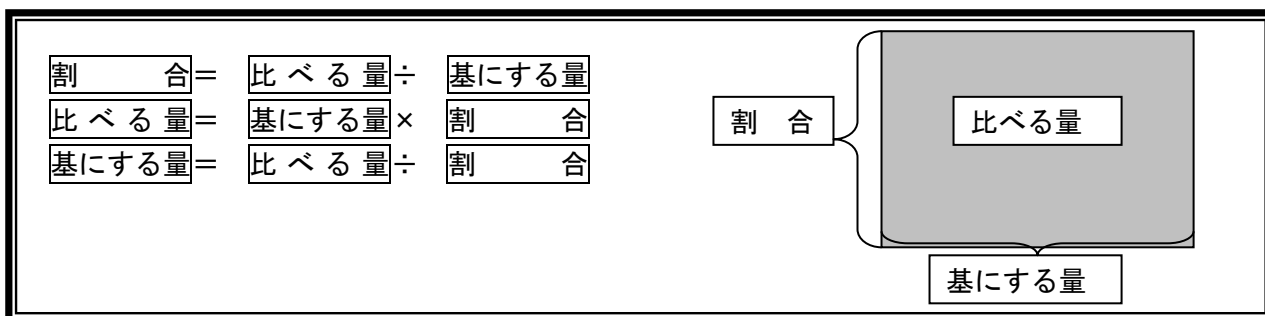 割　　合＝　比べる量÷　基にする量
比べる量＝　基にする量×　割　　合
基にする量＝　比べる量÷　割　　合
割　合
比べる量
基にする量